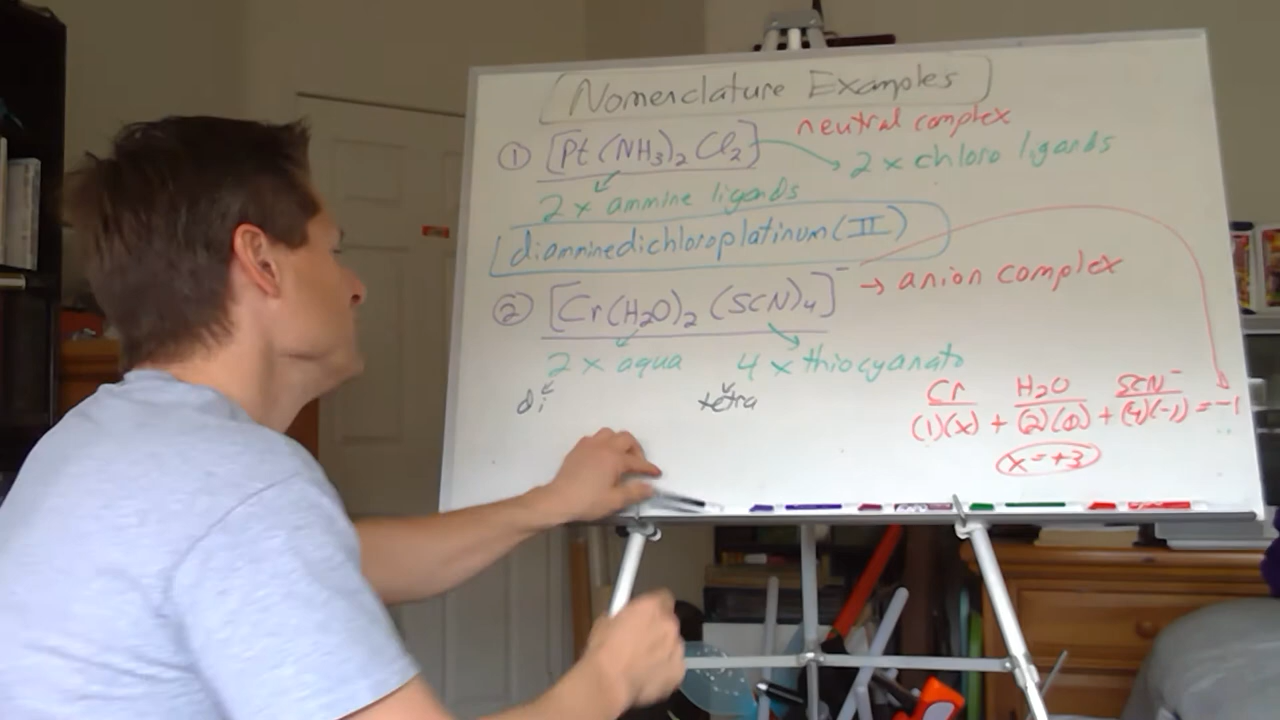 Nomenclature Examples
① [Pt(NH3)2 Cl2] neutral complex
→ 2 x chloro ligands
2 x ammine ligands
diamminedichloroplatinum(II)
② [Cr(H2O)2 (SCN)4]⁻ → anion complex
2 x aqua 4 x thiocyanato
di tetra
Cr H2O SCN⁻
(1)(x) + (2)(0) + (4)(-1) = -1
x = +3